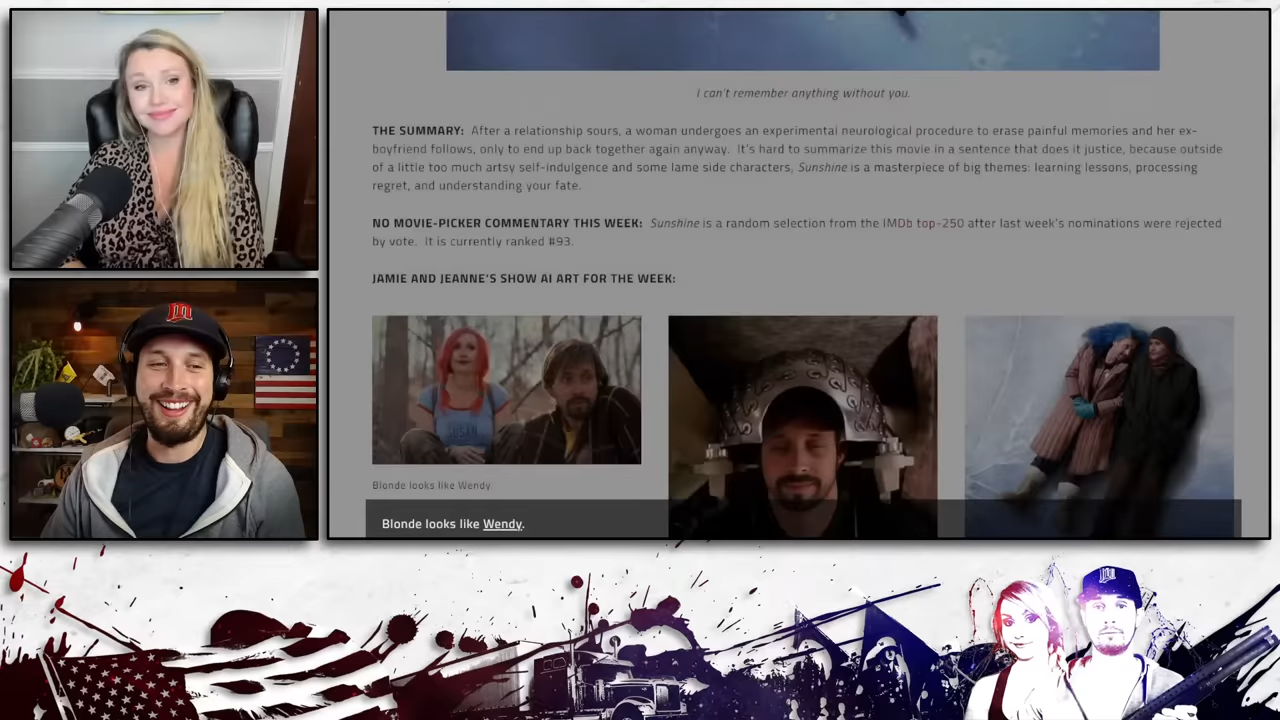 I can't remember anything without you.
THE SUMMARY: After a relationship sours, a woman undergoes an experimental neurological procedure to erase painful memories and her ex-
boyfriend follows, only to end up back together again anyway. It's hard to summarize this movie in a sentence that does it justice, because outside
of a little too much artsy self-indulgence and some lame side characters, Sunshine is a masterpiece of big themes: learning lessons, processing
regret, and understanding your fate.
NO MOVIE-PICKER COMMENTARY THIS WEEK: Sunshine is a random selection from the IMDb top-250 after last week's nominations were rejected
by vote. It is currently ranked #93.
JAMIE AND JEANNE'S SHOW AI ART FOR THE WEEK:
SUSAN
Blonde looks like Wendy
Blonde looks like Wendy.